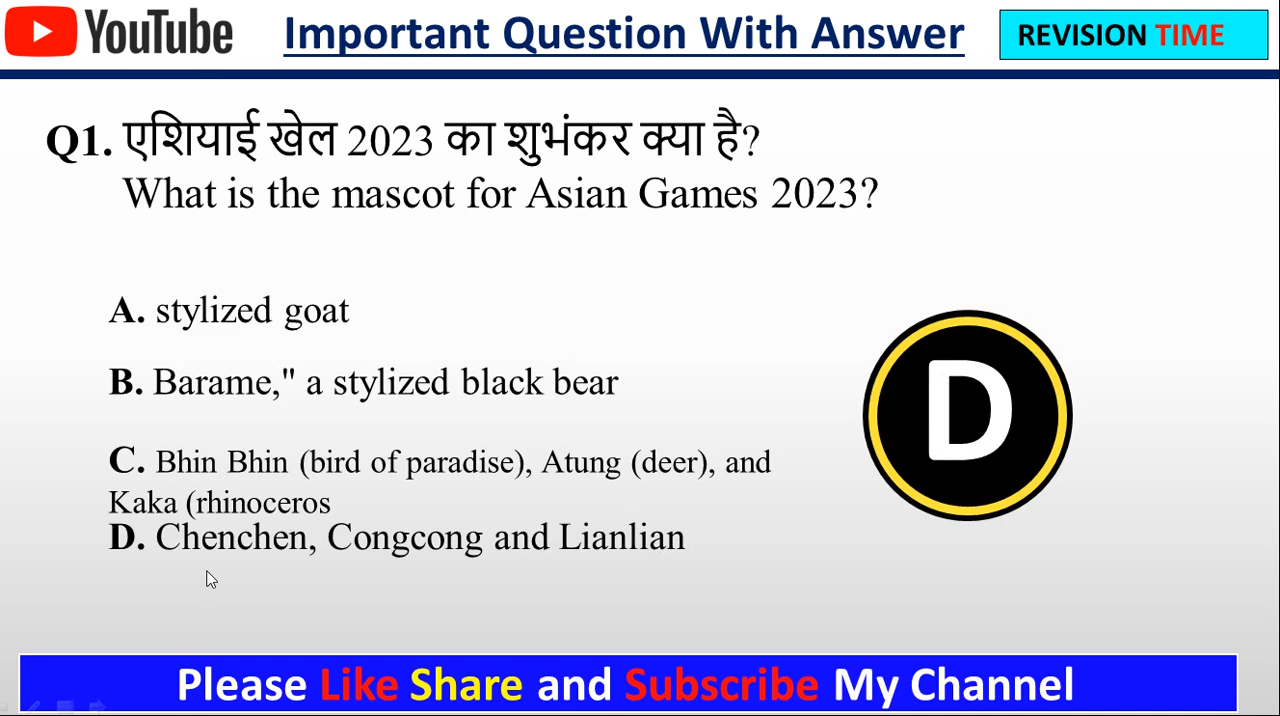 YouTube Important Question With Answer REVISION TIME
Q1. एशियाई खेल 2023 का शुभंकर क्या है?
What is the mascot for Asian Games 2023?
A. stylized goat
B. Barame," a stylized black bear
C. Bhin Bhin (bird of paradise), Atung (deer), and
Kaka (rhinoceros
D. Chenchen, Congcong and Lianlian
D
Please Like Share and Subscribe My Channel